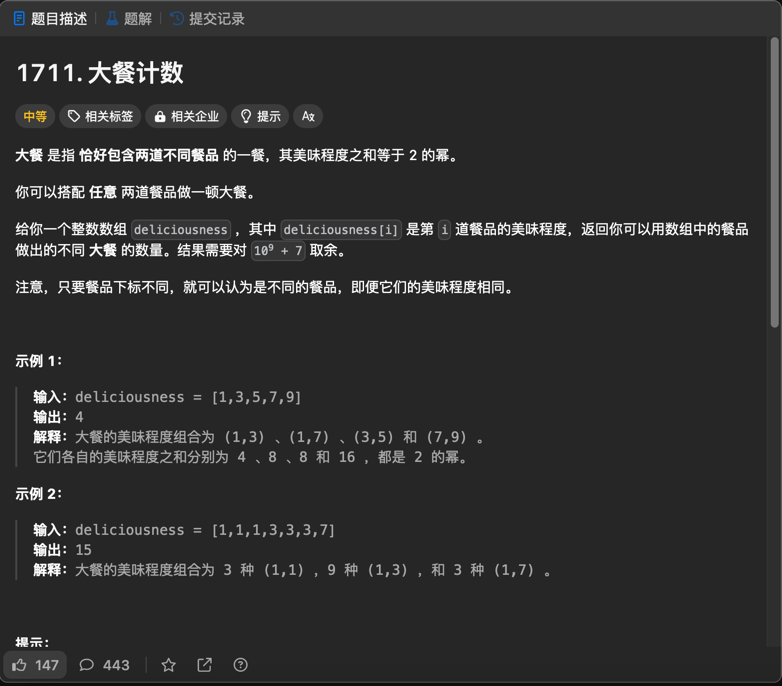 题目描述 题解 提交记录
1711. 大餐计数
中等 相关标签 相关企业 提示
大餐 是指 恰好包含两道不同餐品 的一餐，其美味程度之和等于 2 的幂。
你可以搭配 任意 两道餐品做一顿大餐。
给你一个整数数组 deliciousness ，其中 deliciousness[i] 是第 i 道餐品的美味程度，返回你可以用数组中的餐品
做出的不同 大餐 的数量。结果需要对 10⁹ + 7 取余。
注意，只要餐品下标不同，就可以认为是不同的餐品，即便它们的美味程度相同。
示例 1：
输入：deliciousness = [1,3,5,7,9]
输出：4
解释：大餐的美味程度组合为 (1,3) 、(1,7) 、(3,5) 和 (7,9) 。
它们各自的美味程度之和分别为 4 、8 、8 和 16 ，都是 2 的幂。
示例 2：
输入：deliciousness = [1,1,1,3,3,3,7]
输出：15
解释：大餐的美味程度组合为 3 种 (1,1) ，9 种 (1,3) ，和 3 种 (1,7) 。
提示：
147 443